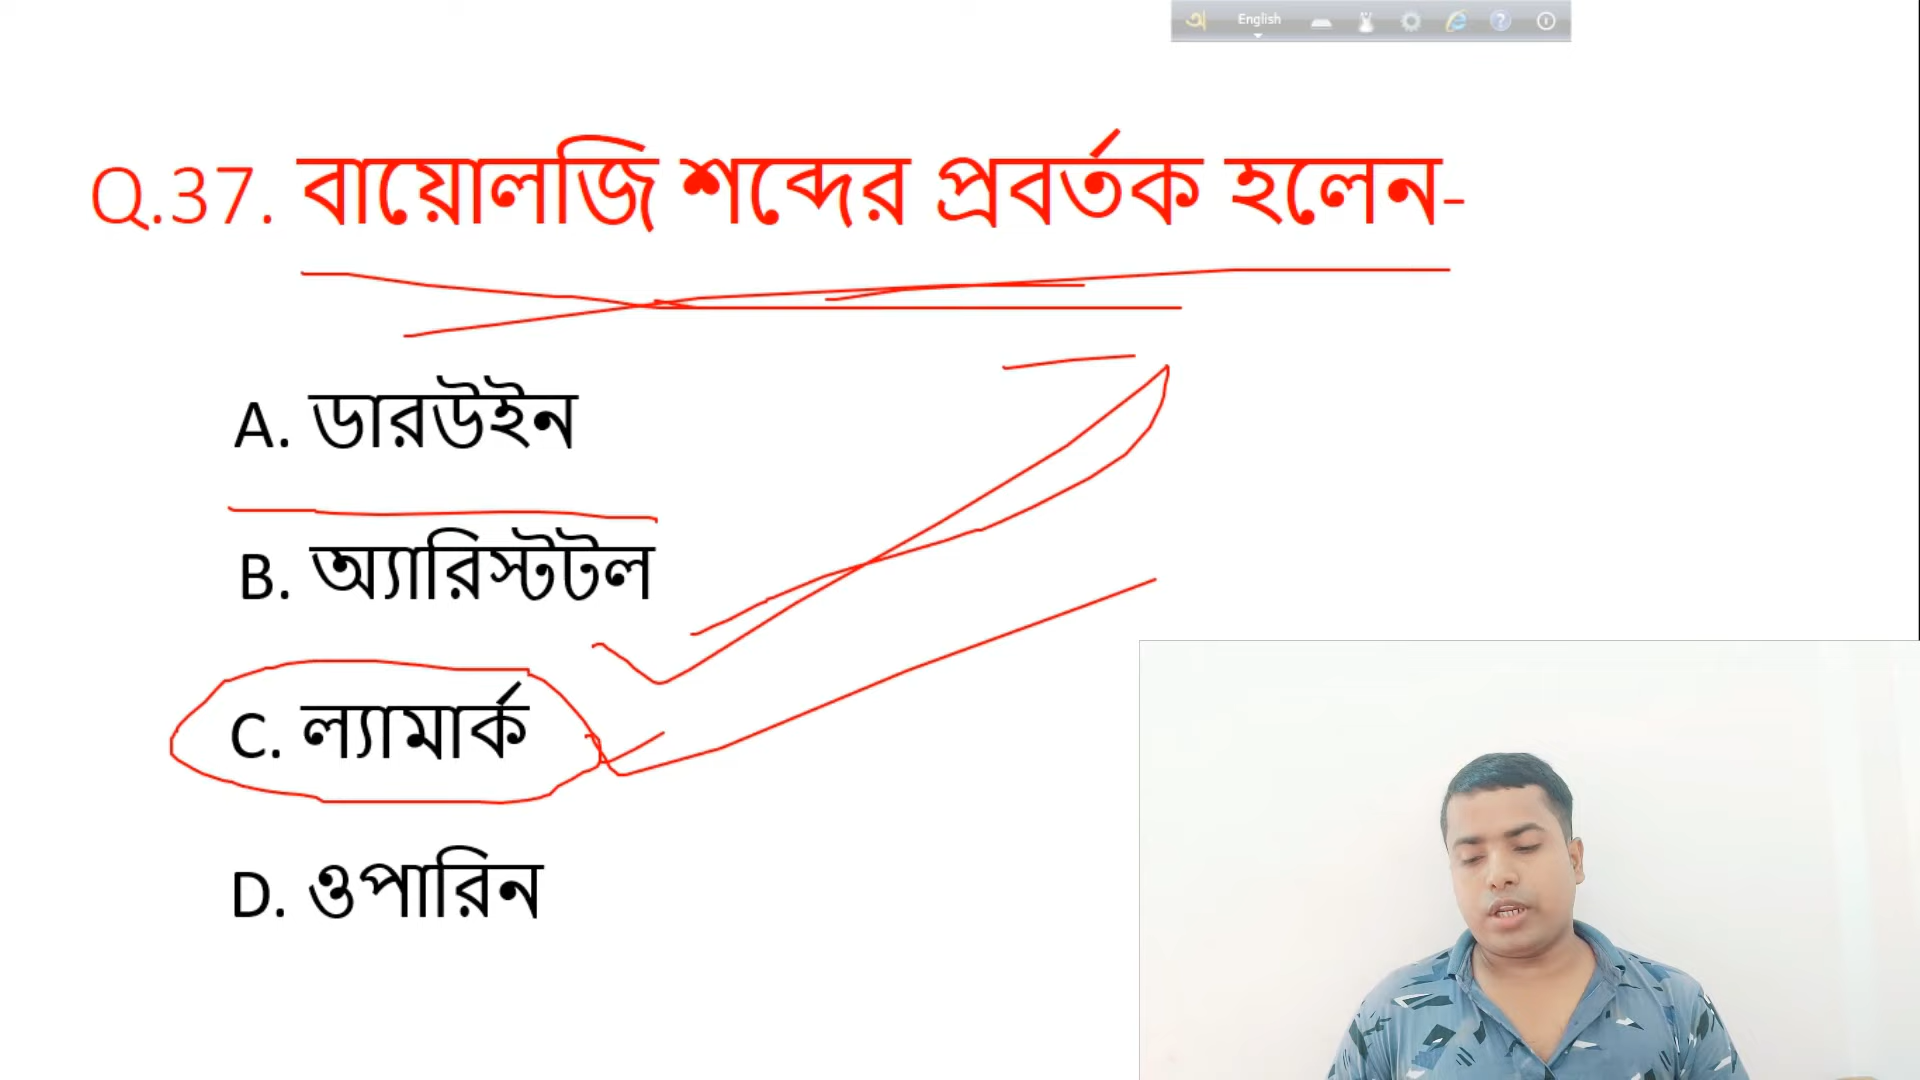 English
Q.37. বায়োলজি শব্দের প্রবর্তক হলেন-
A. ডারউইন
B. অ্যারিস্টটল
C. ল্যামার্ক
D. ওপারিন